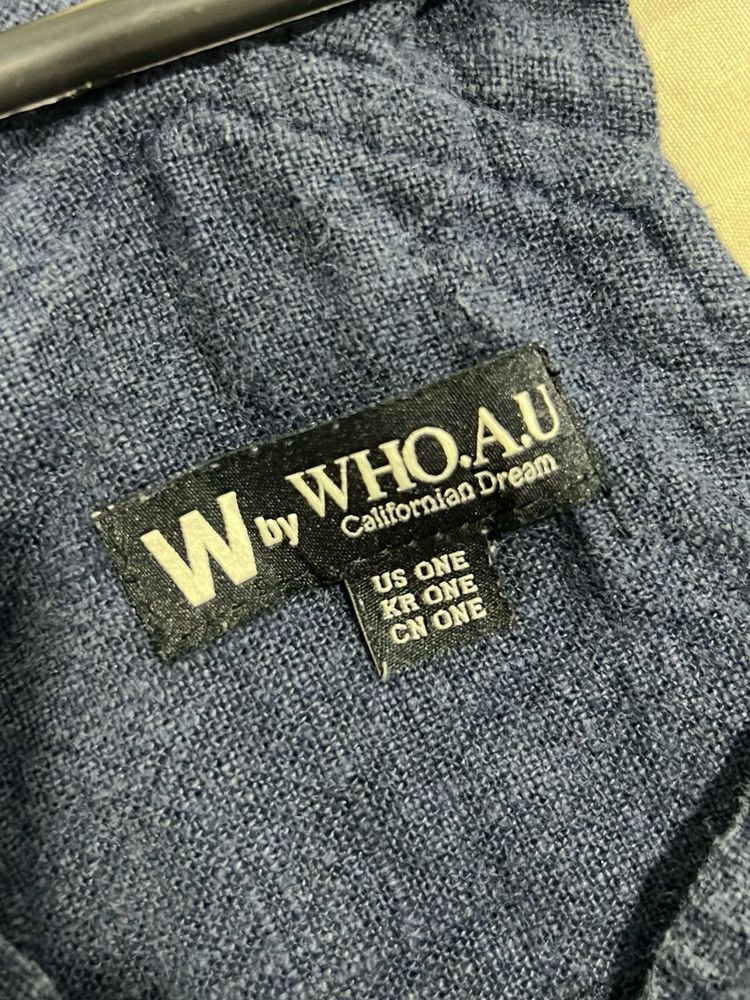 W by WHO.A.U
Californian Dream
US ONE
KR ONE
CN ONE